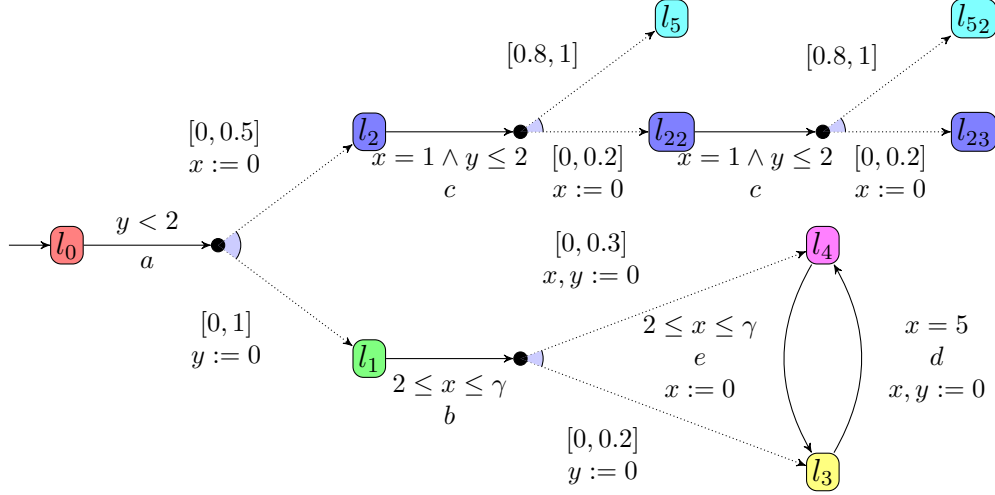 l₅
l₅₂
[0.8, 1]
[0.8, 1]
[0, 0.5]
x := 0
l₂
x = 1 ∧ y ≤ 2
c
[0, 0.2]
x := 0
l₂₂
x = 1 ∧ y ≤ 2
c
[0, 0.2]
x := 0
l₂₃
l₀
y < 2
a
[0, 0.3]
x, y := 0
l₄
[0, 1]
y := 0
l₁
2 ≤ x ≤ γ
b
2 ≤ x ≤ γ
e
x := 0
x = 5
d
x, y := 0
[0, 0.2]
y := 0
l₃